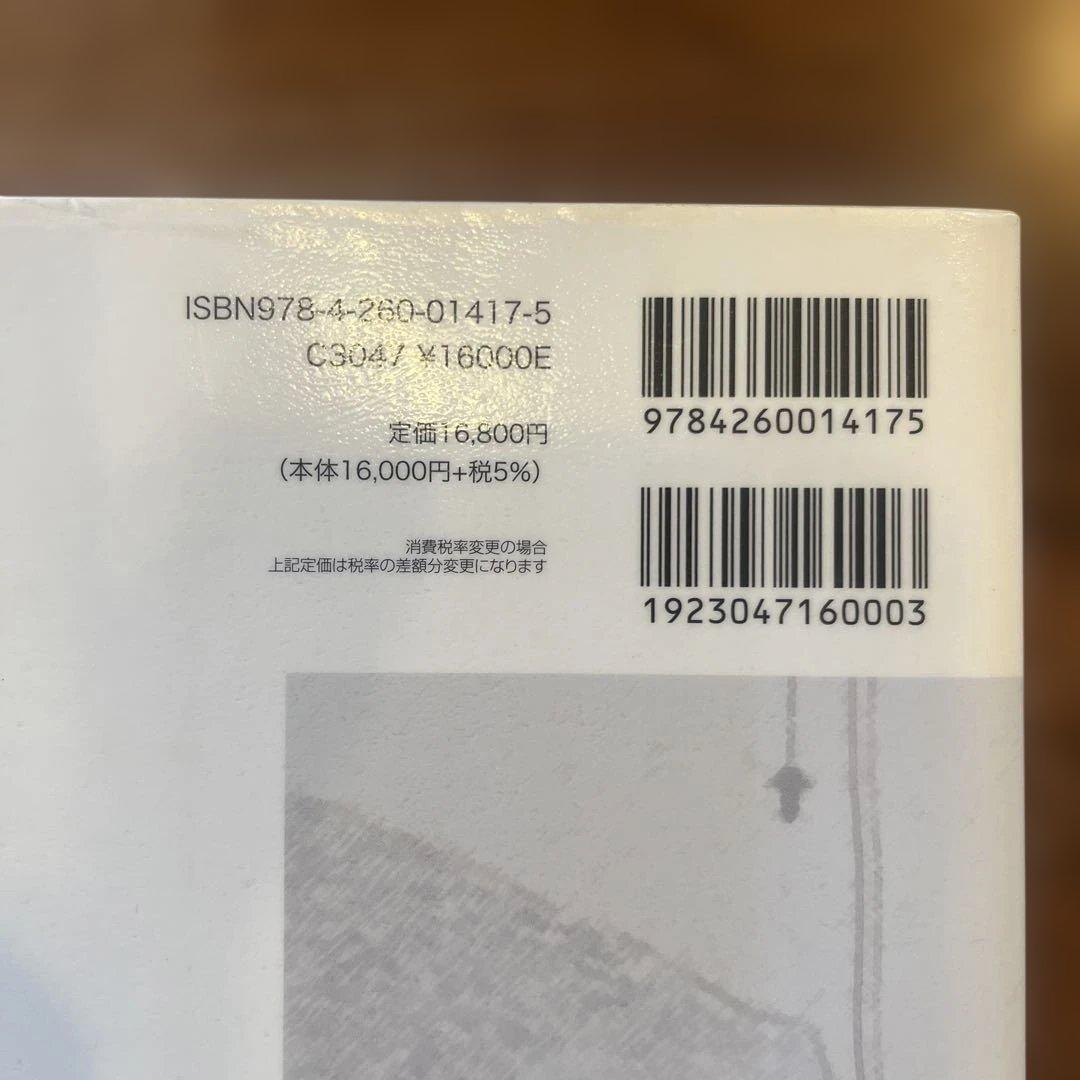 ISBN978-4-260-01417-5
C3047 ¥16000E
定価16,800円
（本体16,000円+税5%）
消費税率変更の場合
上記定価は税率の差額分変更になります
9784260014175
1923047160003